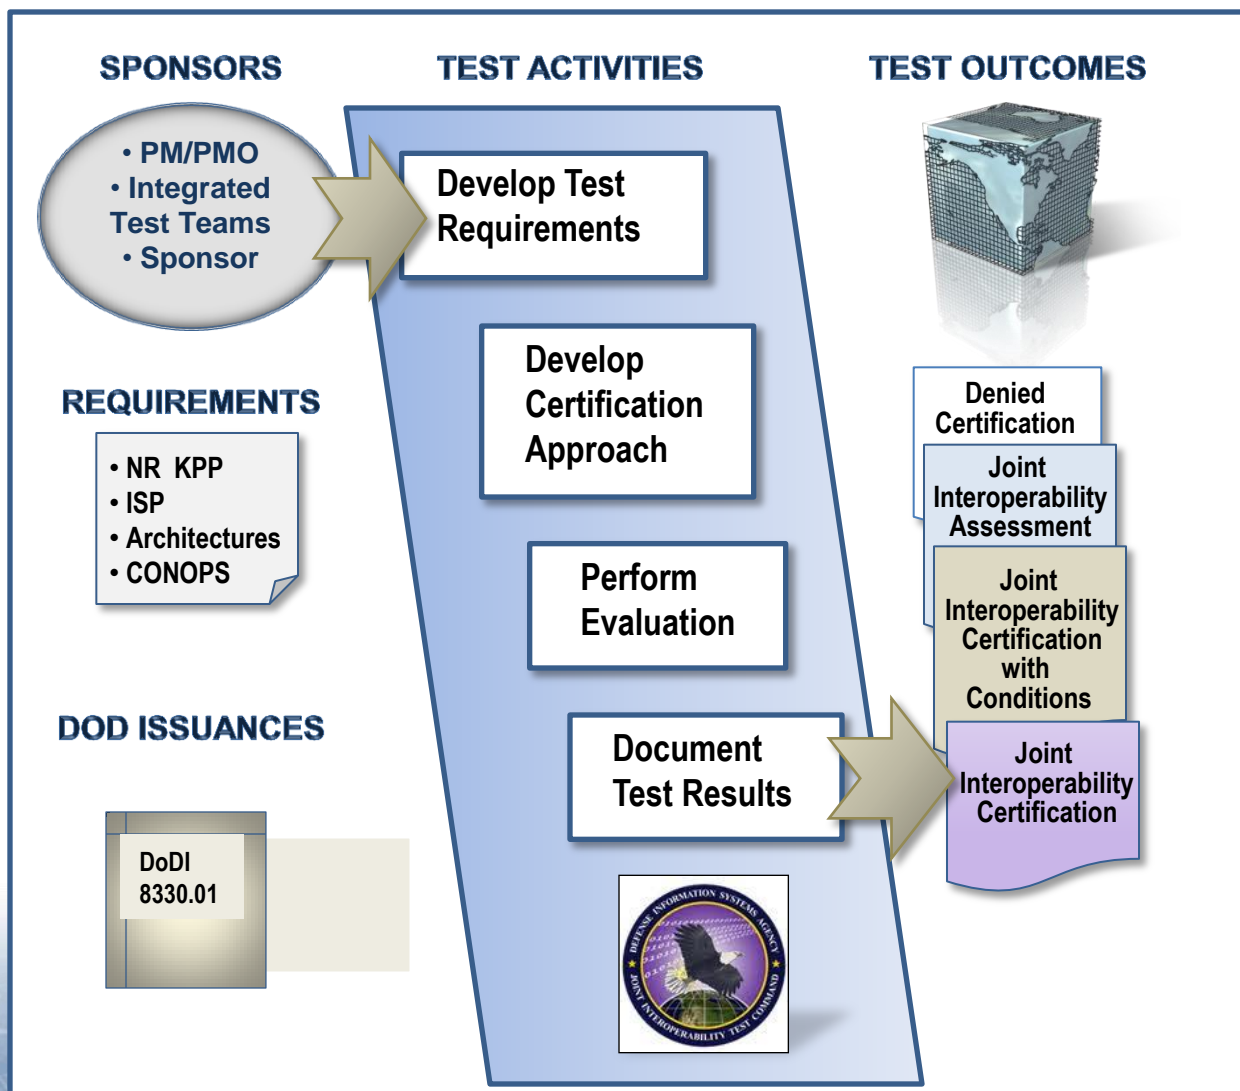 SPONSORS
• PM/PMO
• Integrated
Test Teams
• Sponsor
REQUIREMENTS
• NR KPP
• ISP
• Architectures
• CONOPS
DOD ISSUANCES
DoDI
8330.01
TEST ACTIVITIES
Develop Test
Requirements
Develop
Certification
Approach
Perform
Evaluation
Document
Test Results
DEFENSE INFORMATION SYSTEMS AGENCY
JOINT INTEROPERABILITY TEST COMMAND
TEST OUTCOMES
Denied
Certification
Joint
Interoperability
Assessment
Joint
Interoperability
Certification
with
Conditions
Joint
Interoperability
Certification